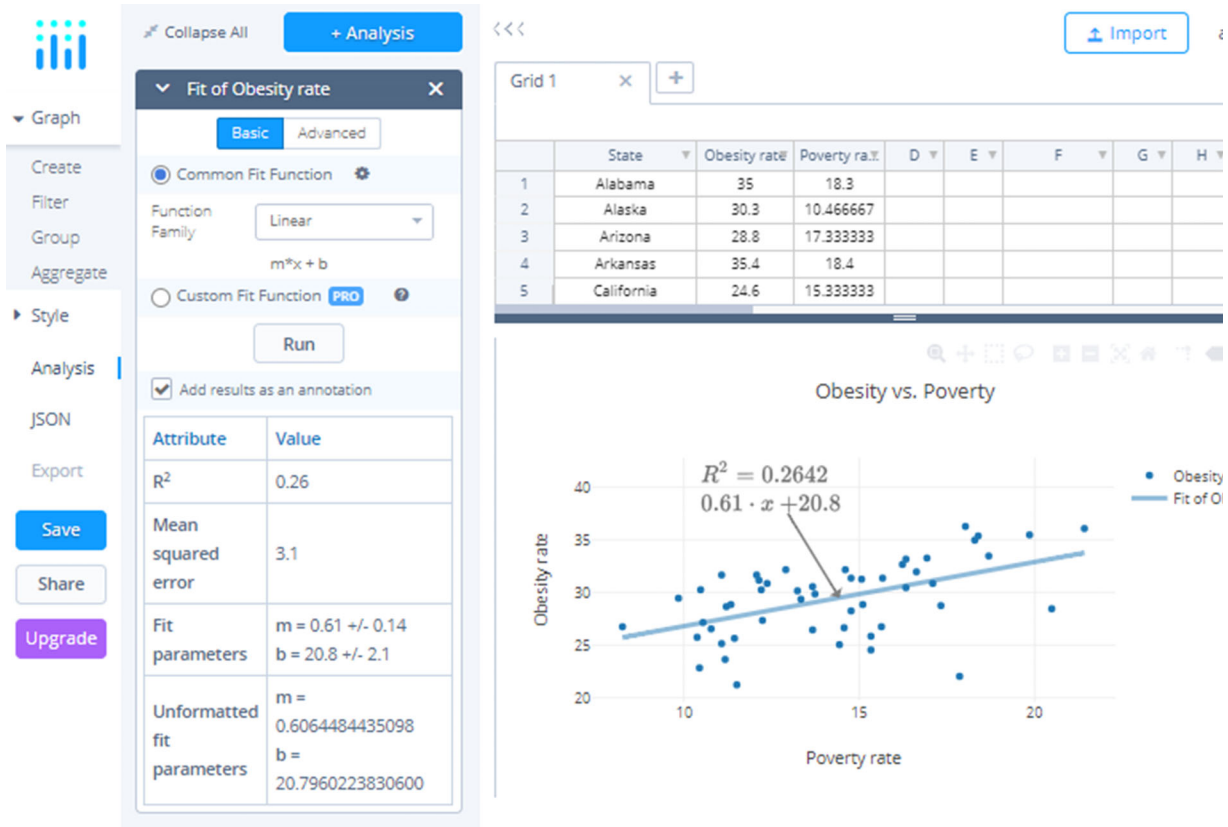 Collapse All
+ Analysis
Import
Fit of Obesity rate
Grid 1
Graph
Basic Advanced
Create
Common Fit Function
Filter
Function Family
Linear
Group
m*x + b
Aggregate
Custom Fit Function PRO
Style
Run
Analysis
Add results as an annotation
JSON
Export
Save
Share
Upgrade
Attribute Value
R² 0.26
Mean squared error 3.1
Fit parameters m = 0.61 +/- 0.14
b = 20.8 +/- 2.1
Unformatted fit parameters m = 0.6064484435098
b = 20.7960223830600
State Obesity rate Poverty ra... D E F G H
1 Alabama 35 18.3
2 Alaska 30.3 10.466667
3 Arizona 28.8 17.333333
4 Arkansas 35.4 18.4
5 California 24.6 15.333333
Obesity vs. Poverty
R² = 0.2642
0.61 · x +20.8
Obesity
Fit of O
40
35
30
25
20
Obesity rate
10 15 20
Poverty rate